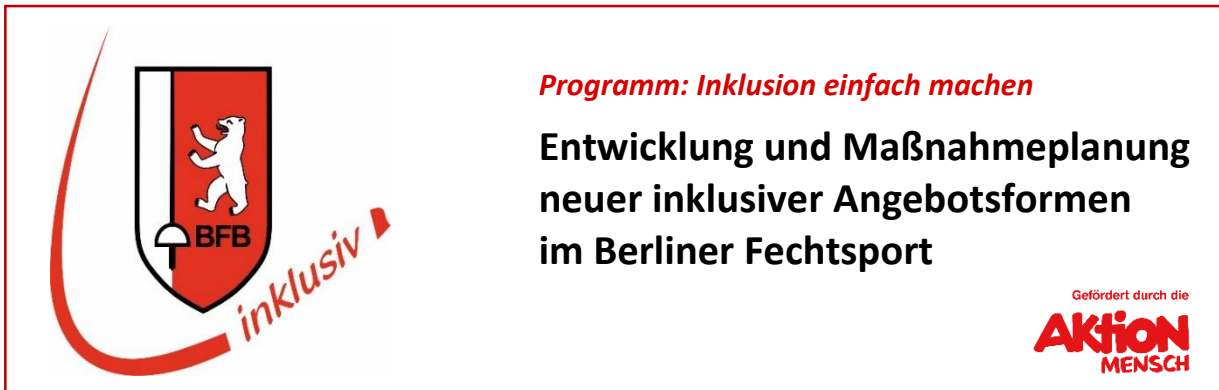 BFB
inklusiv
Programm: Inklusion einfach machen
Entwicklung und Maßnahmeplanung
neuer inklusiver Angebotsformen
im Berliner Fechtsport
Gefördert durch die
AKtion
MENSCH